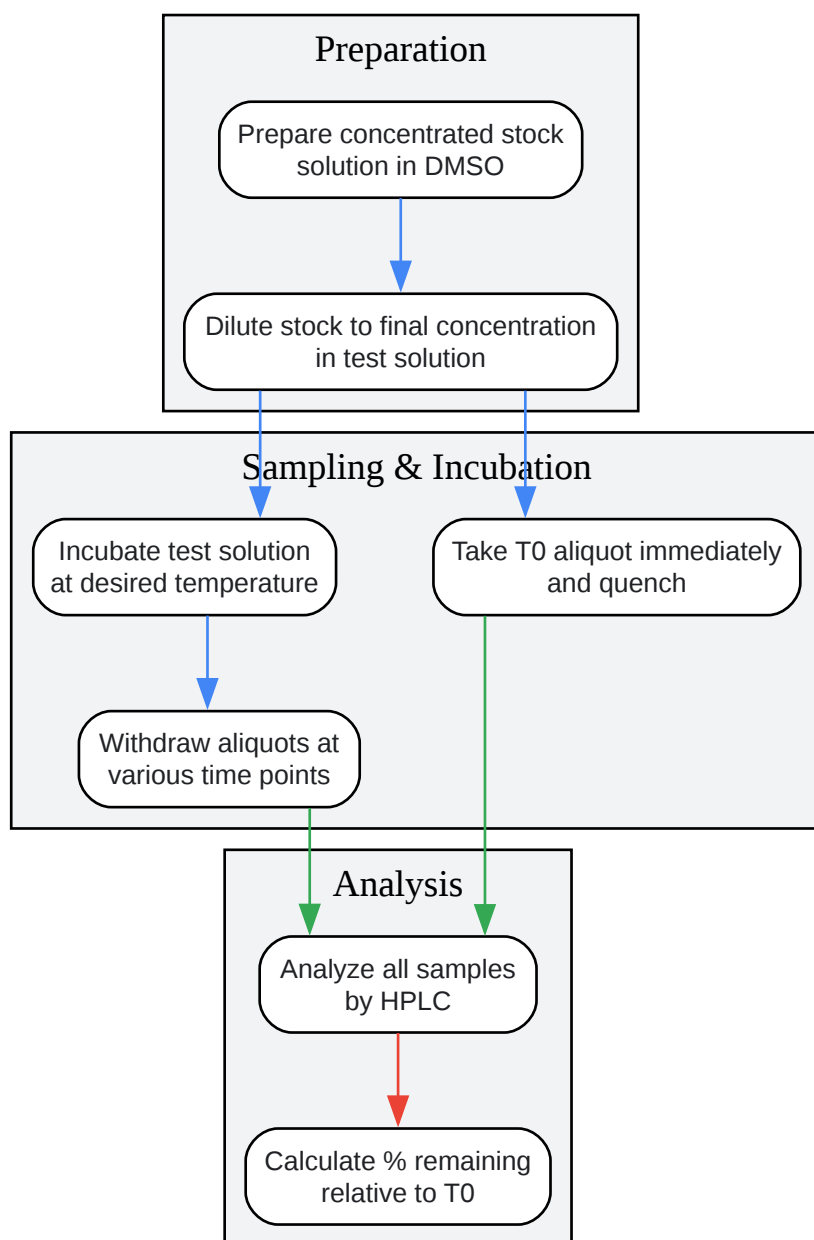 Preparation
Prepare concentrated stock
solution in DMSO
Dilute stock to final concentration
in test solution
Sampling & Incubation
Incubate test solution
at desired temperature
Take T0 aliquot immediately
and quench
Withdraw aliquots at
various time points
Analysis
Analyze all samples
by HPLC
Calculate % remaining
relative to T0